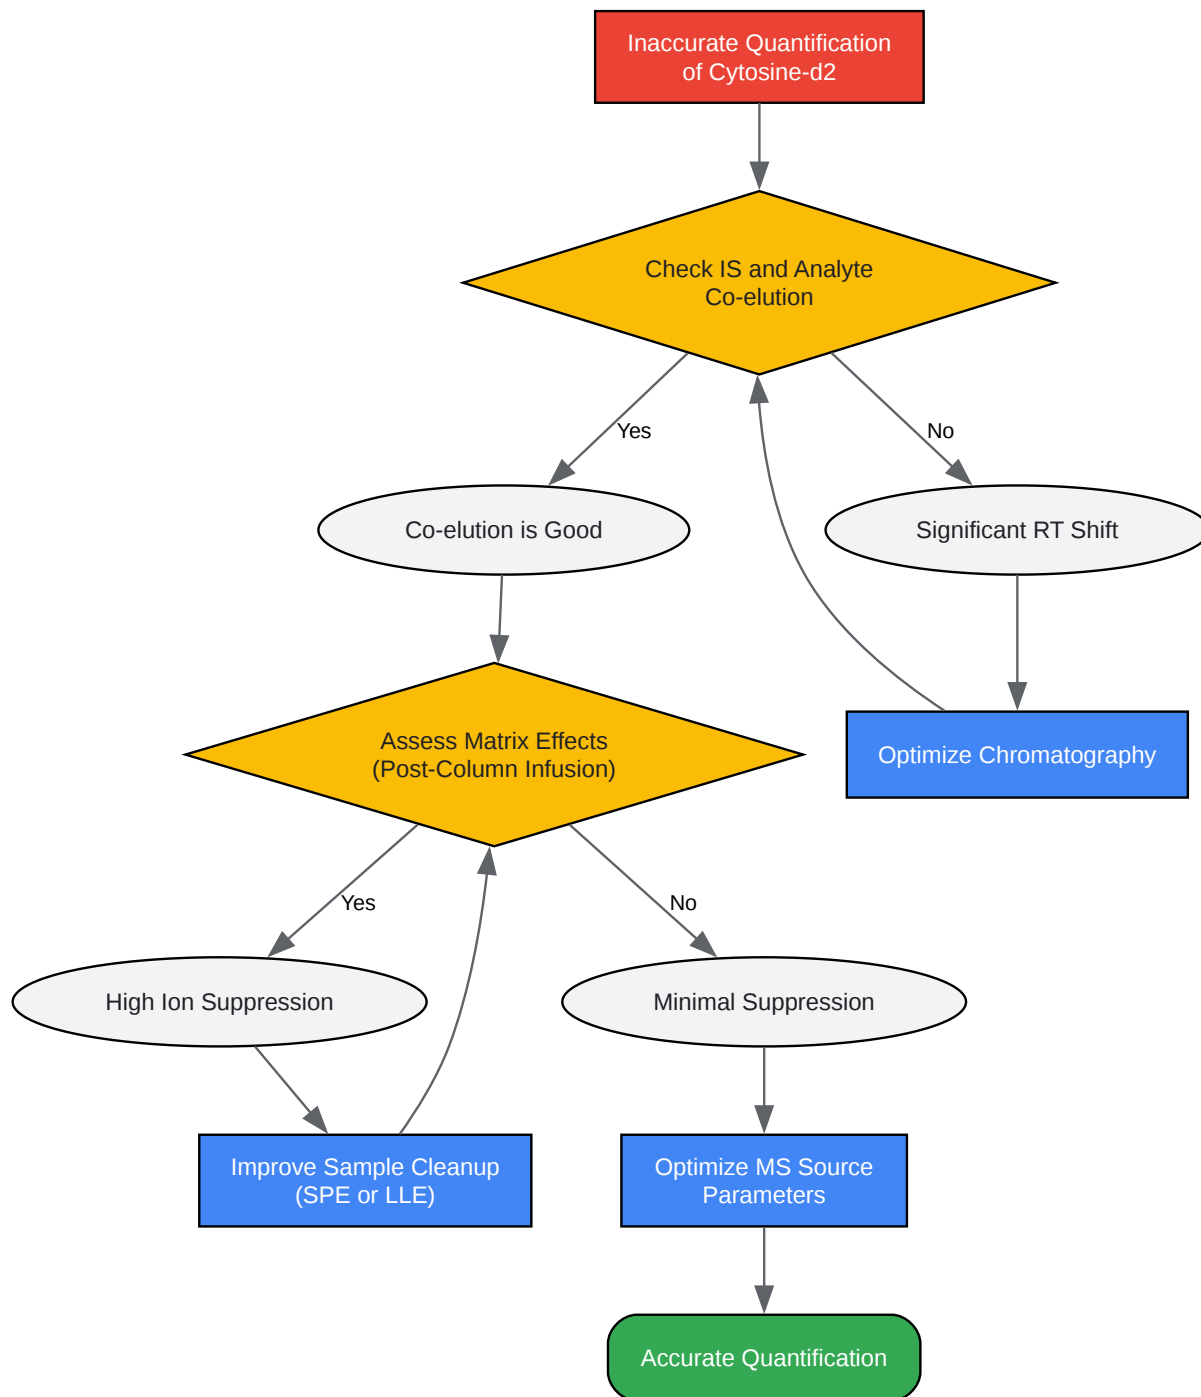 Inaccurate Quantification
of Cytosine-d2
Check IS and Analyte
Co-elution
Yes
No
Co-elution is Good
Significant RT Shift
Assess Matrix Effects
(Post-Column Infusion)
Optimize Chromatography
Yes
No
High Ion Suppression
Minimal Suppression
Improve Sample Cleanup
(SPE or LLE)
Optimize MS Source
Parameters
Accurate Quantification